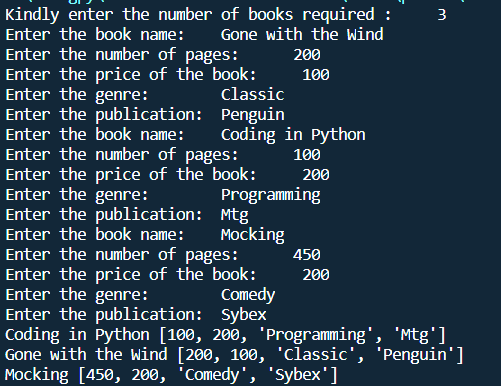 Kindly enter the number of books required :     3
Enter the book name:    Gone with the Wind
Enter the number of pages:      200
Enter the price of the book:     100
Enter the genre:        Classic
Enter the publication:  Penguin
Enter the book name:    Coding in Python
Enter the number of pages:      100
Enter the price of the book:     200
Enter the genre:        Programming
Enter the publication:  Mtg
Enter the book name:    Mocking
Enter the number of pages:      450
Enter the price of the book:     200
Enter the genre:        Comedy
Enter the publication:  Sybex
Coding in Python [100, 200, 'Programming', 'Mtg']
Gone with the Wind [200, 100, 'Classic', 'Penguin']
Mocking [450, 200, 'Comedy', 'Sybex']